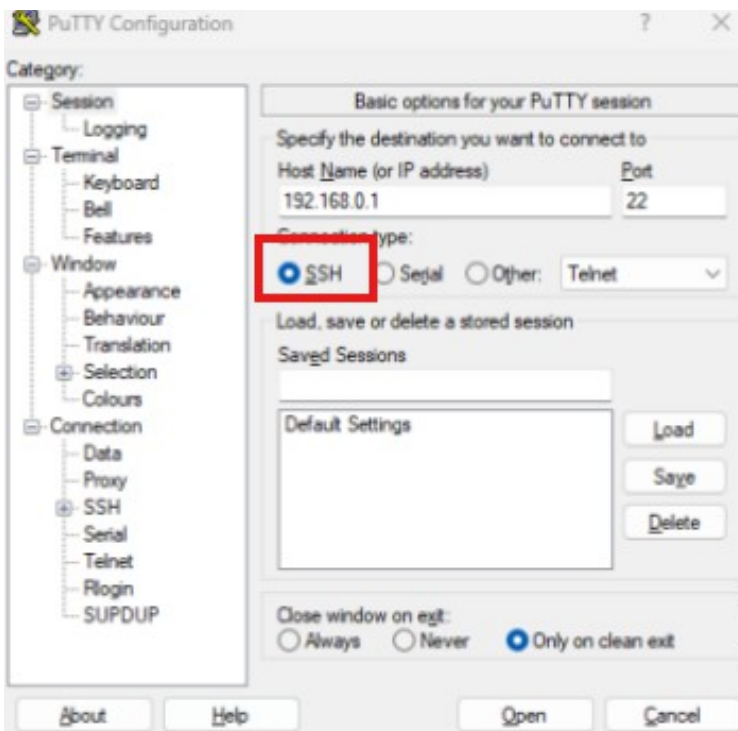 PuTTY Configuration ? ×
Category:
Session
Logging
Terminal
Keyboard
Bell
Features
Window
Appearance
Behaviour
Translation
Selection
Colours
Connection
Data
Proxy
SSH
Serial
Telnet
Rlogin
SUPDUP
Basic options for your PuTTY session
Specify the destination you want to connect to
Host Name (or IP address) Port
192.168.0.1 22
Connection type:
SSH Serial Other: Telnet
Load, save or delete a stored session
Saved Sessions
Default Settings
Load
Save
Delete
Close window on exit:
Always Never Only on clean exit
About Help Open Cancel